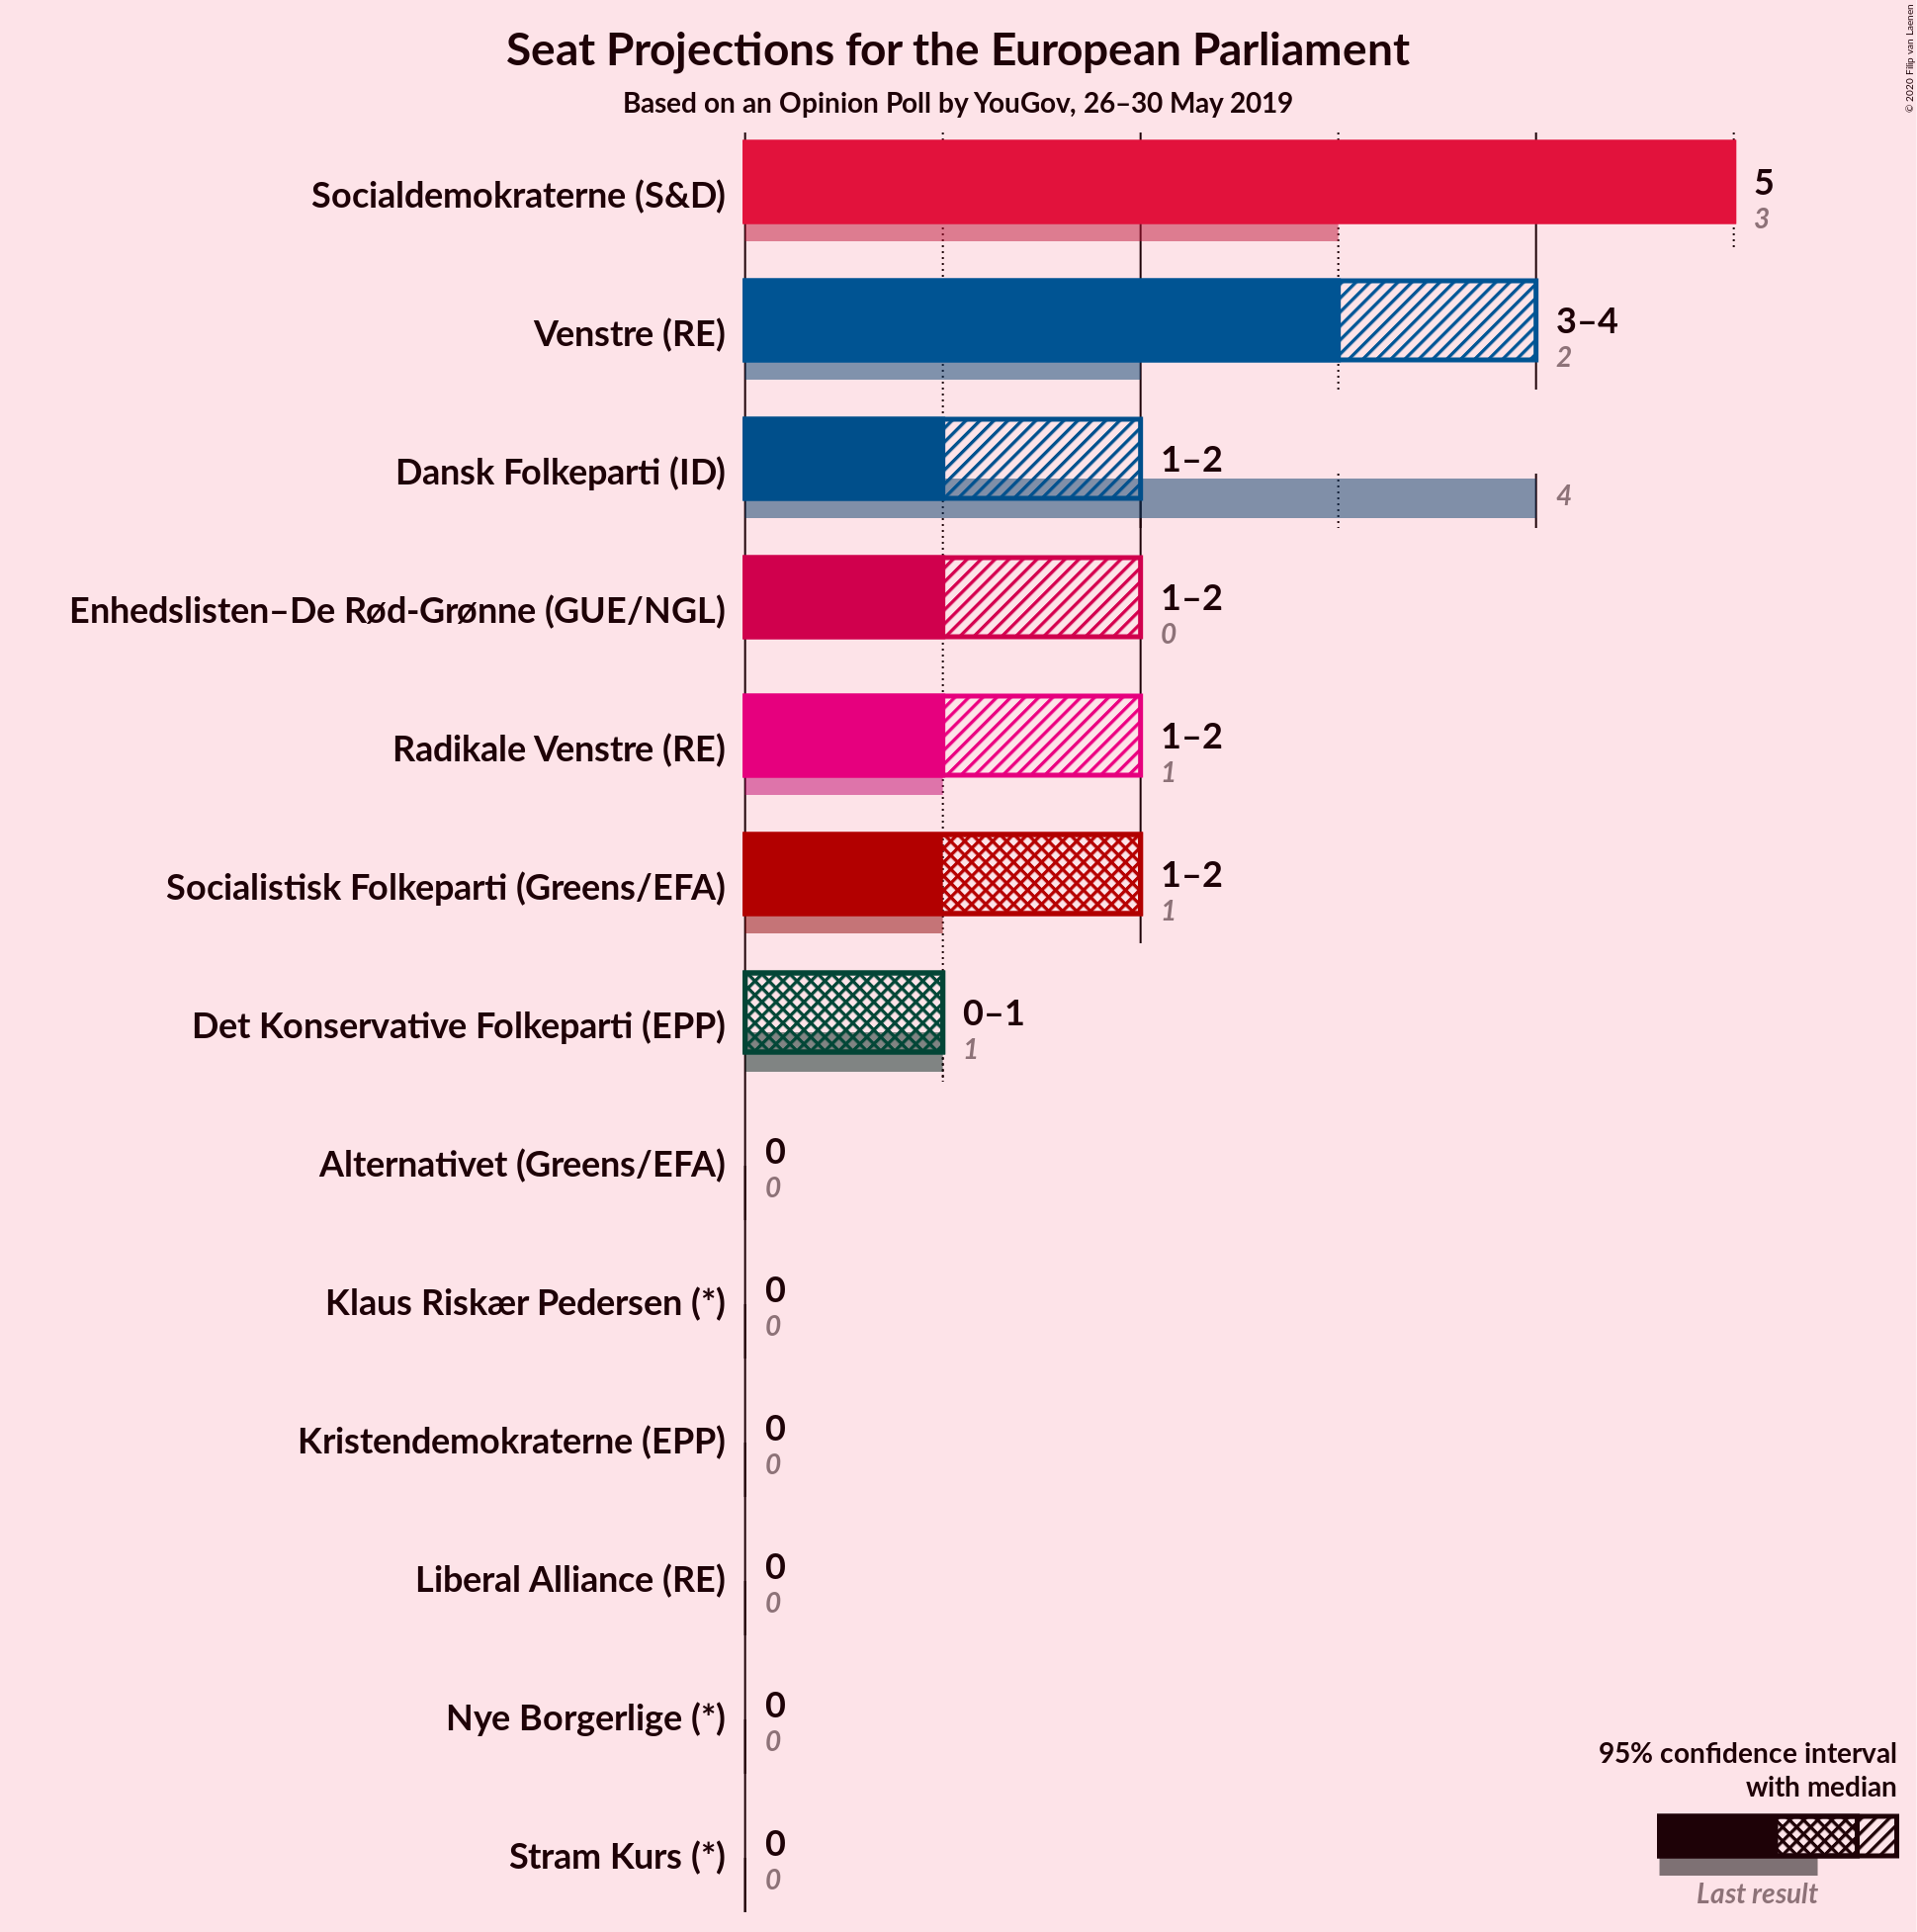 Seat Projections for the European Parliament
Based on an Opinion Poll by YouGov, 26–30 May 2019
© 2020 Filip van Laenen
Socialdemokraterne (S&D)
5
3
Venstre (RE)
3–4
2
Dansk Folkeparti (ID)
1–2
4
Enhedslisten–De Rød-Grønne (GUE/NGL)
1–2
0
Radikale Venstre (RE)
1–2
1
Socialistisk Folkeparti (Greens/EFA)
1–2
1
Det Konservative Folkeparti (EPP)
0–1
1
Alternativet (Greens/EFA)
0
0
Klaus Riskær Pedersen (*)
0
0
Kristendemokraterne (EPP)
0
0
Liberal Alliance (RE)
0
0
Nye Borgerlige (*)
0
0
Stram Kurs (*)
0
0
95% confidence interval
with median
Last result